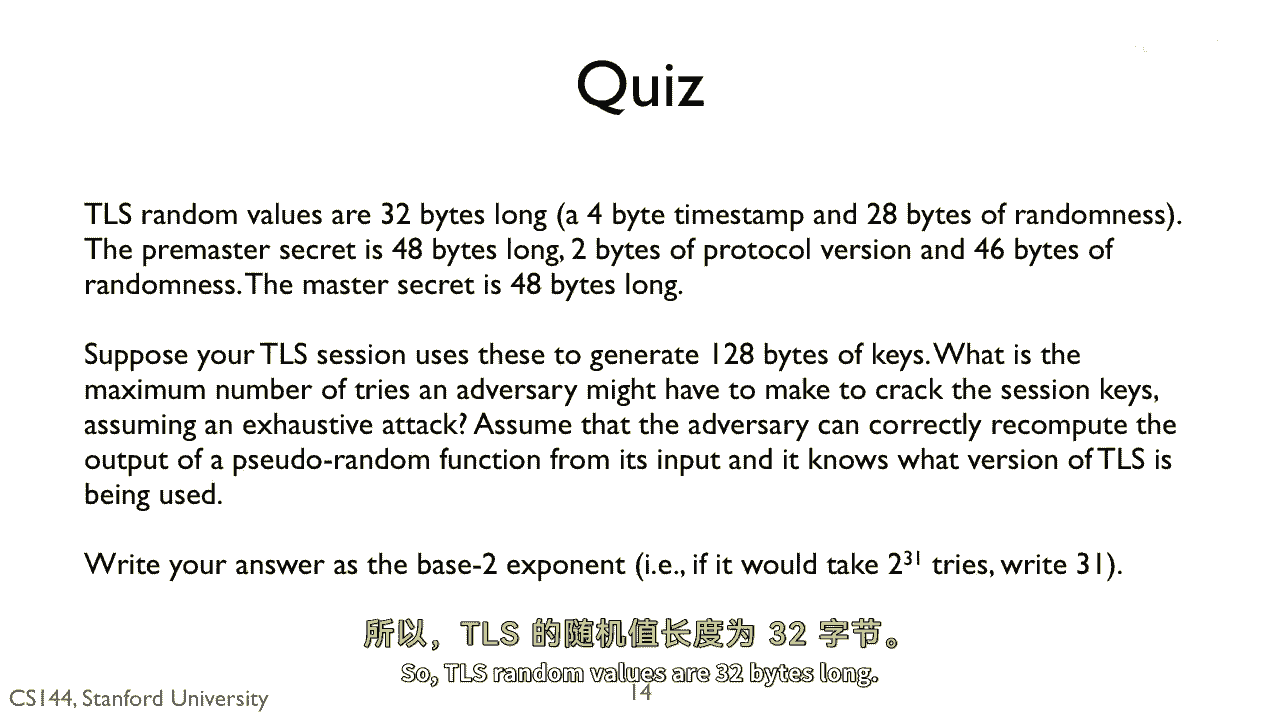 Quiz
TLS random values are 32 bytes long (a 4 byte timestamp and 28 bytes of randomness).
The premaster secret is 48 bytes long, 2 bytes of protocol version and 46 bytes of
randomness. The master secret is 48 bytes long.
Suppose your TLS session uses these to generate 128 bytes of keys. What is the
maximum number of tries an adversary might have to make to crack the session keys,
assuming an exhaustive attack? Assume that the adversary can correctly recompute the
output of a pseudo-random function from its input and it knows what version of TLS is
being used.
Write your answer as the base-2 exponent (i.e., if it would take 2³¹ tries, write 31).
所以，TLS 的随机值长度为 32 字节。
So, TLS random values are 32 bytes long.
CS144, Stanford University
14